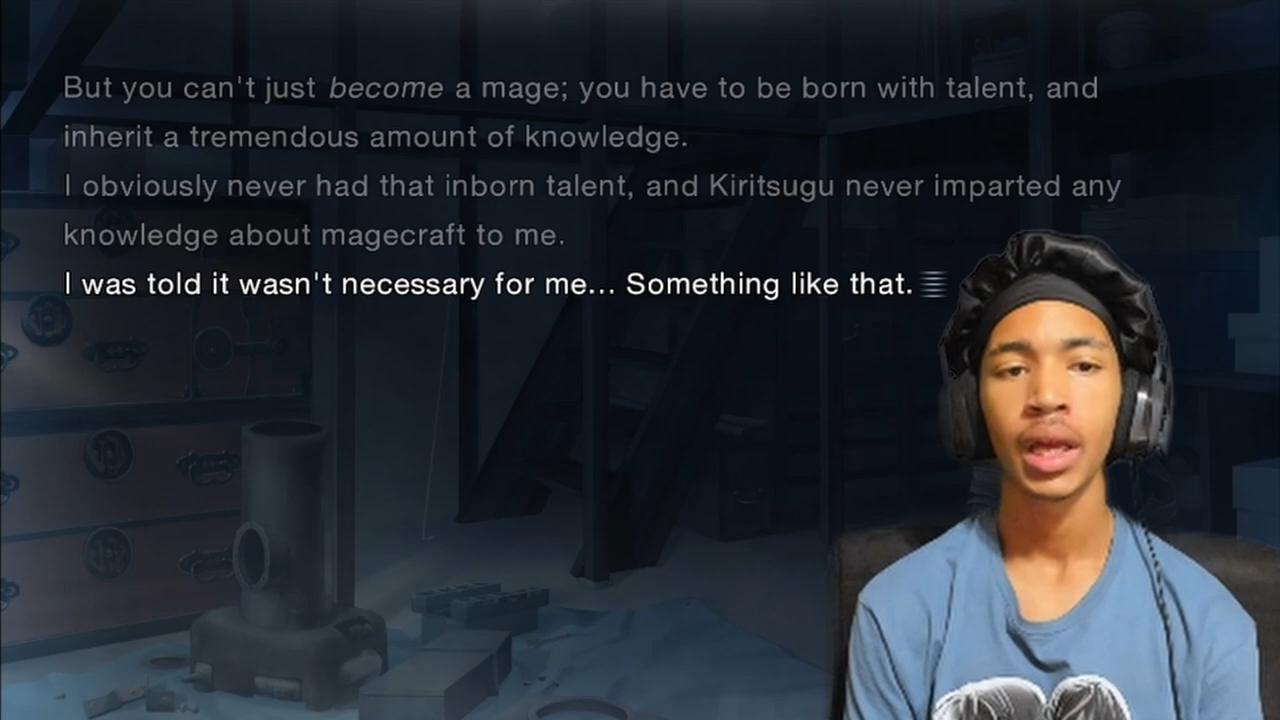 But you can't just become a mage; you have to be born with talent, and
inherit a tremendous amount of knowledge.
I obviously never had that inborn talent, and Kiritsugu never imparted any
knowledge about magecraft to me.
I was told it wasn't necessary for me... Something like that.